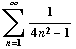 ∞
∑ 1/(4n² − 1)
n=1